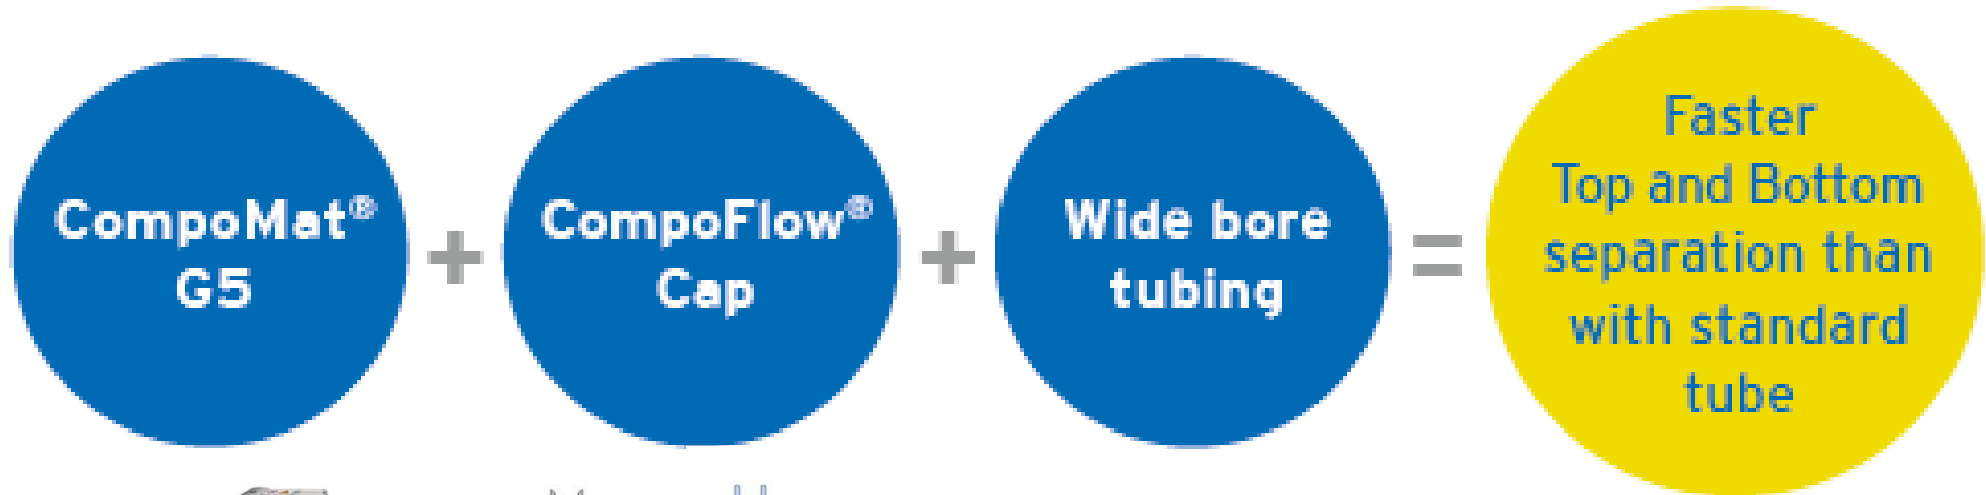 CompoMat®
G5
+
CompoFlow®
Cap
+
Wide bore
tubing
=
Faster
Top and Bottom
separation than
with standard
tube